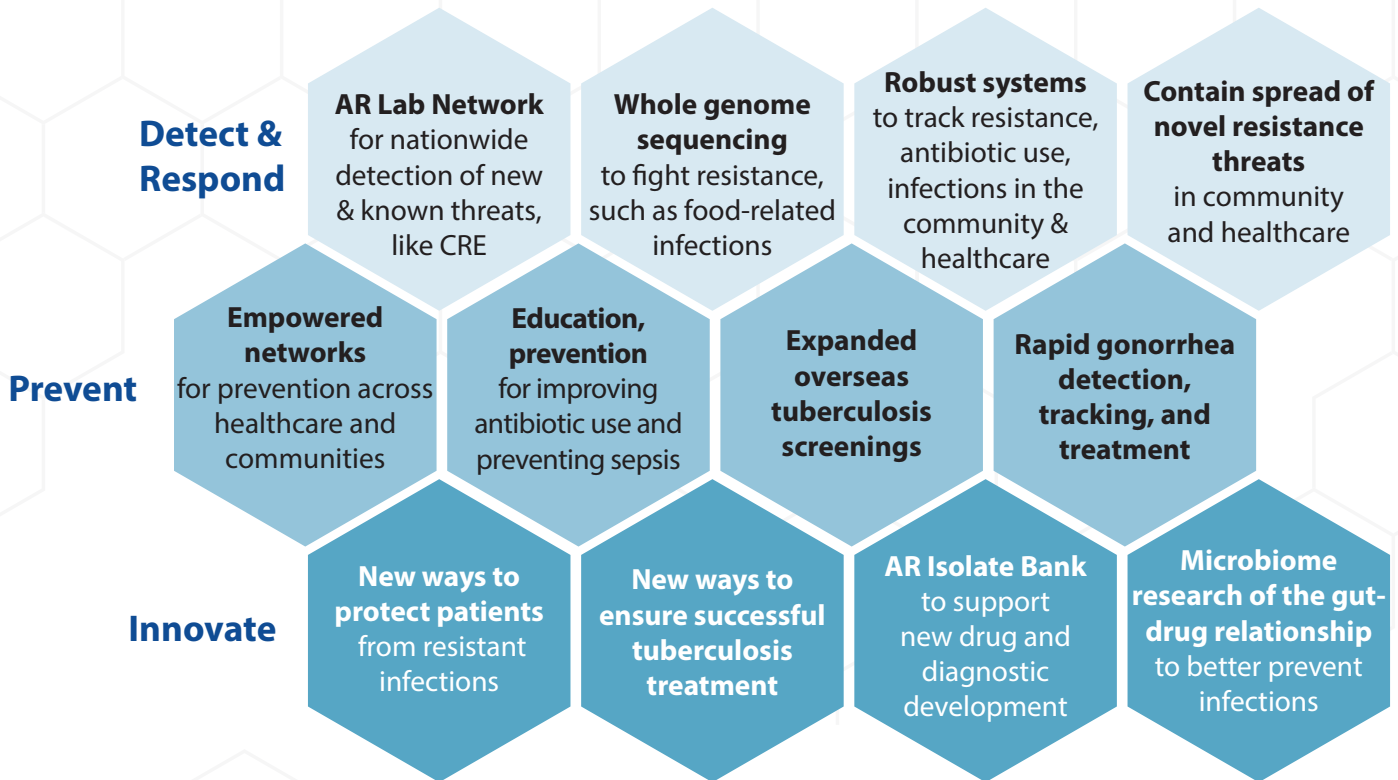 Detect &
Respond
AR Lab Network
for nationwide
detection of new
& known threats,
like CRE
Whole genome
sequencing
to fight resistance,
such as food-related
infections
Robust systems
to track resistance,
antibiotic use,
infections in the
community &
healthcare
Contain spread of
novel resistance
threats
in community
and healthcare
Prevent
Empowered
networks
for prevention across
healthcare and
communities
Education,
prevention
for improving
antibiotic use and
preventing sepsis
Expanded
overseas
tuberculosis
screenings
Rapid gonorrhea
detection,
tracking, and
treatment
Innovate
New ways to
protect patients
from resistant
infections
New ways to
ensure successful
tuberculosis
treatment
AR Isolate Bank
to support
new drug and
diagnostic
development
Microbiome
research of the gut-
drug relationship
to better prevent
infections